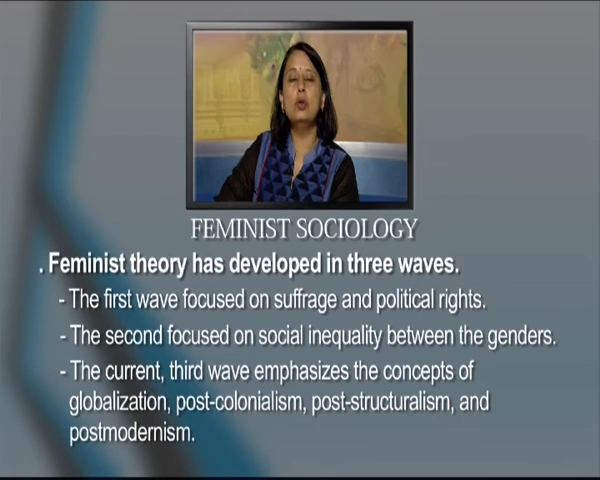 FEMINIST SOCIOLOGY
. Feminist theory has developed in three waves.
- The first wave focused on suffrage and political rights.
- The second focused on social inequality between the genders.
- The current, third wave emphasizes the concepts of
globalization, post-colonialism, post-structuralism, and
postmodernism.